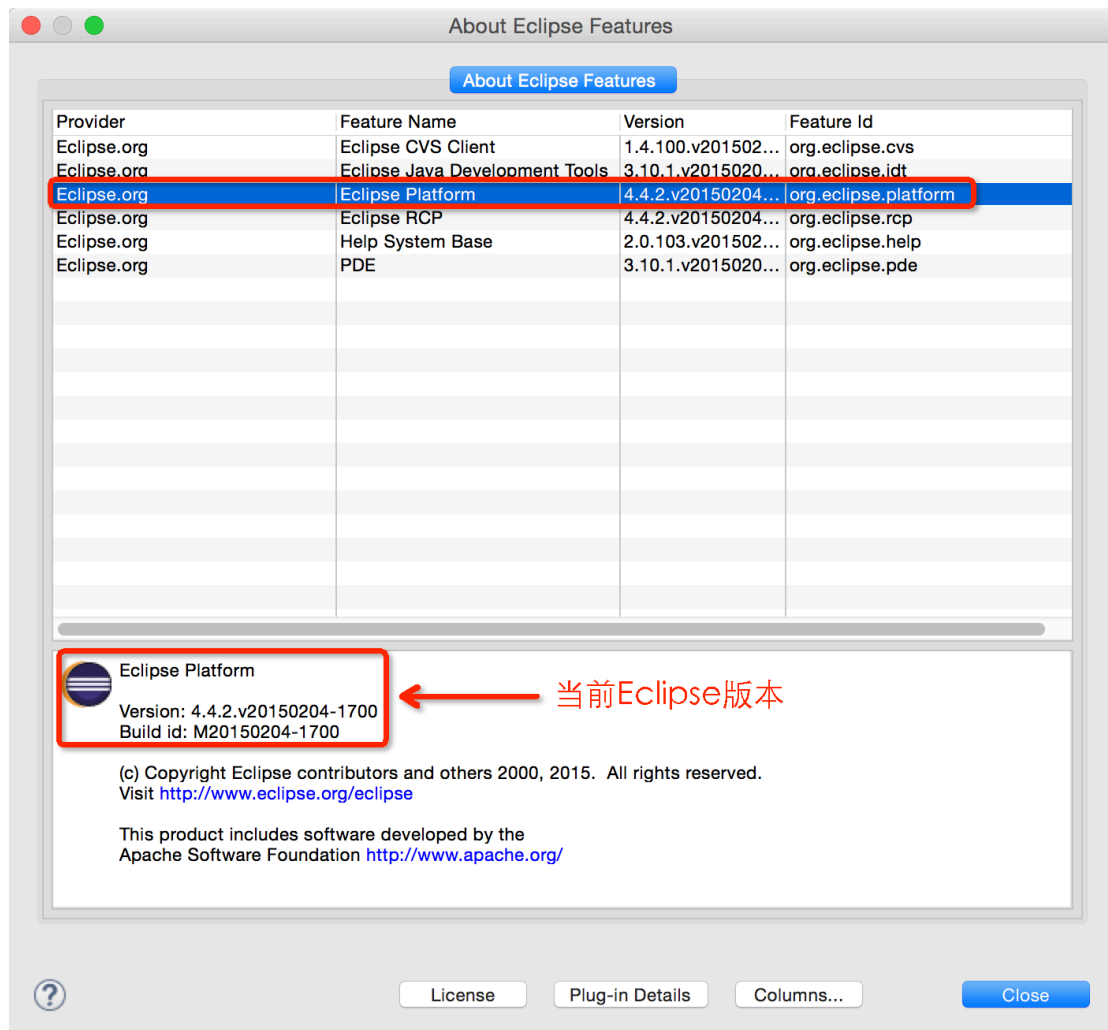 About Eclipse Features
About Eclipse Features
Provider Feature Name Version Feature Id
Eclipse.org Eclipse CVS Client 1.4.100.v201502... org.eclipse.cvs
Eclipse.org Eclipse Java Development Tools 3.10.1.v2015020... org.eclipse.jdt
Eclipse.org Eclipse Platform 4.4.2.v20150204... org.eclipse.platform
Eclipse.org Eclipse RCP 4.4.2.v20150204... org.eclipse.rcp
Eclipse.org Help System Base 2.0.103.v201502... org.eclipse.help
Eclipse.org PDE 3.10.1.v2015020... org.eclipse.pde
Eclipse Platform
当前Eclipse版本
Version: 4.4.2.v20150204-1700
Build id: M20150204-1700
(c) Copyright Eclipse contributors and others 2000, 2015.  All rights reserved.
Visit http://www.eclipse.org/eclipse
This product includes software developed by the
Apache Software Foundation http://www.apache.org/
? License Plug-in Details Columns... Close